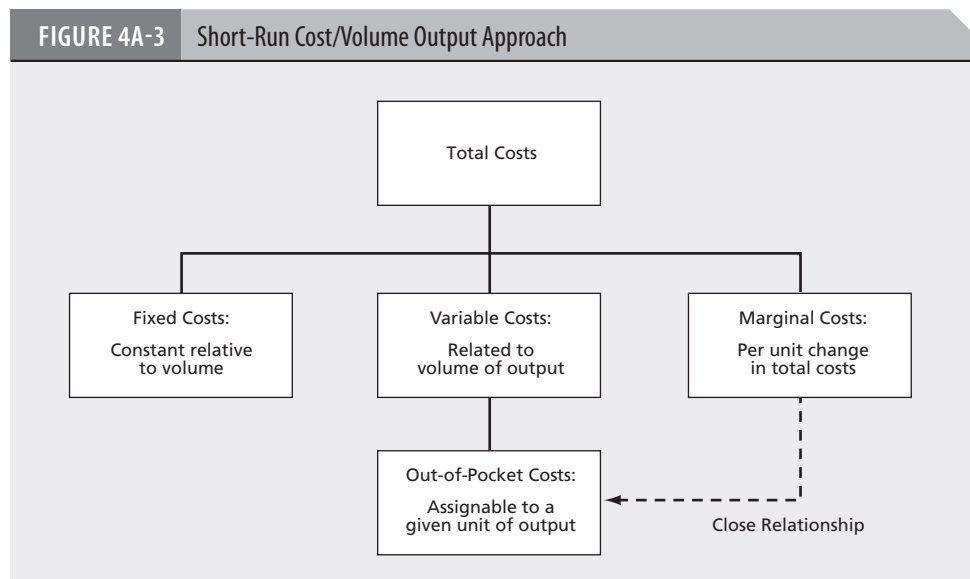 FIGURE 4A-3 Short-Run Cost/Volume Output Approach
Total Costs
Fixed Costs:
Constant relative
to volume
Variable Costs:
Related to
volume of output
Marginal Costs:
Per unit change
in total costs
Out-of-Pocket Costs:
Assignable to a
given unit of output
Close Relationship